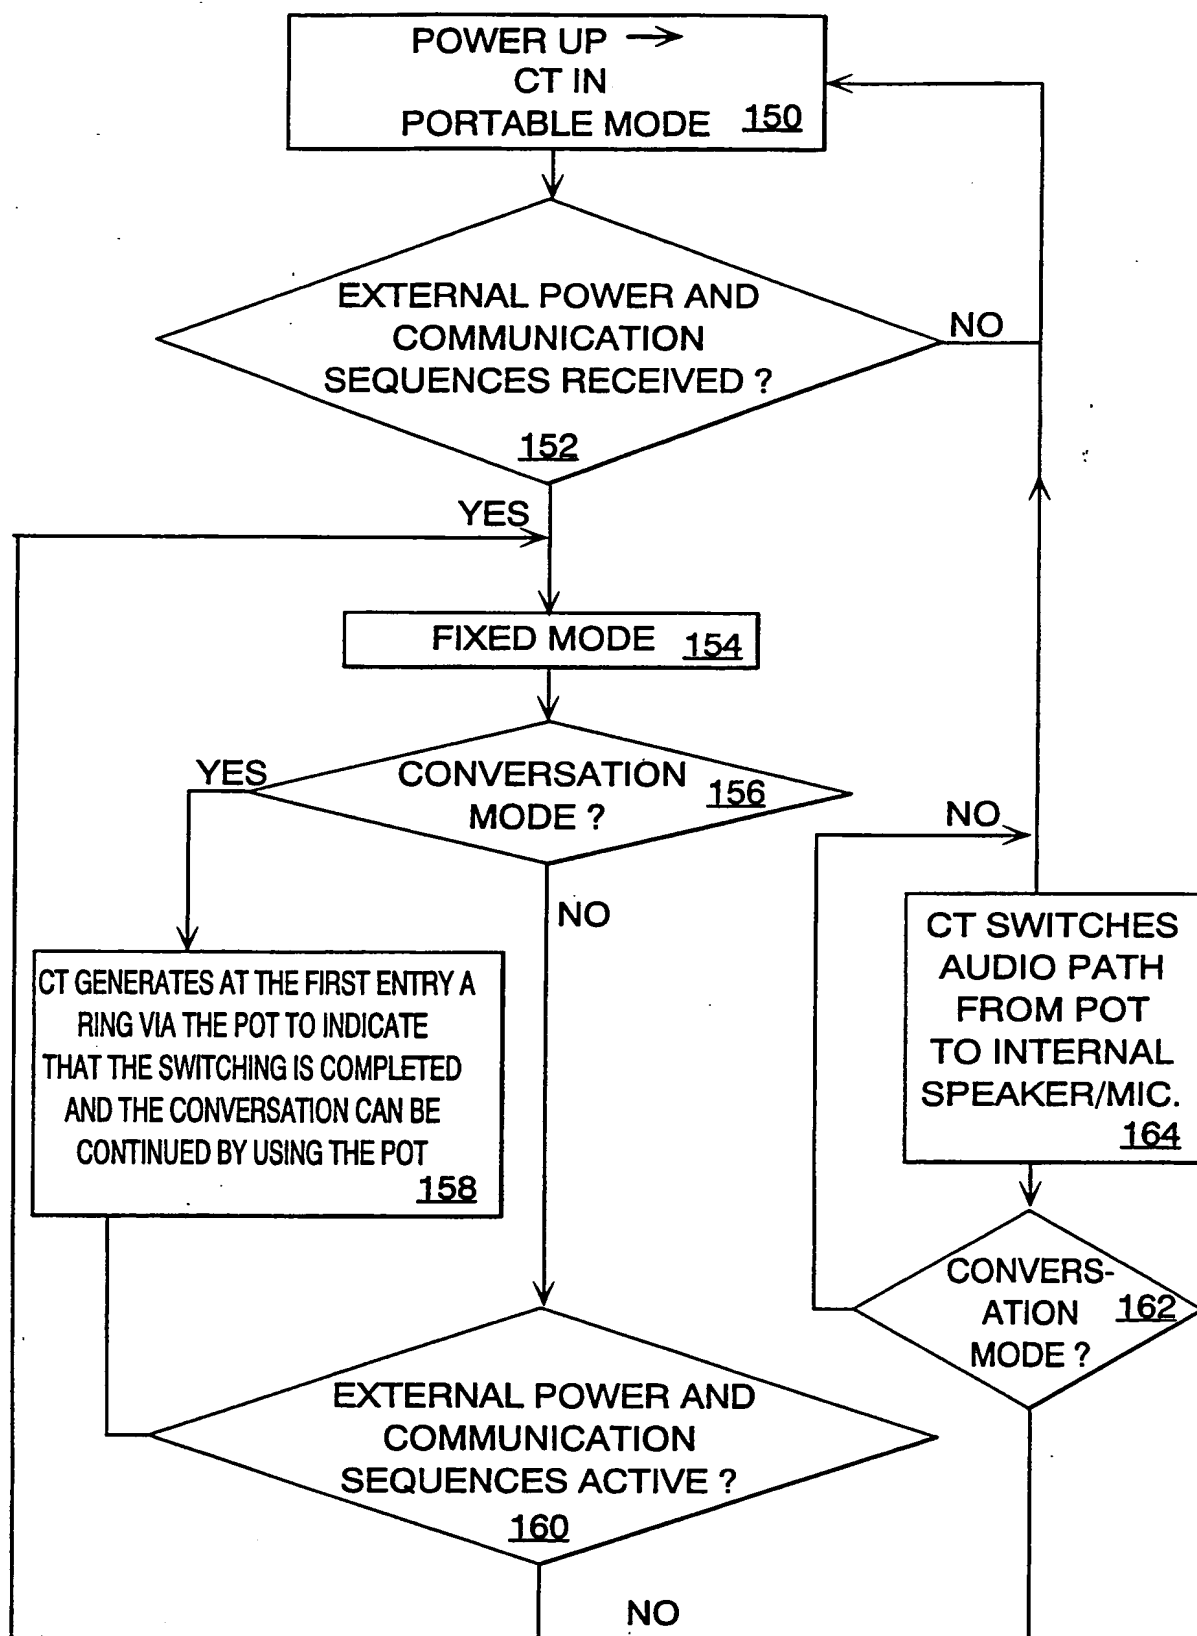 POWER UP →
CT IN
PORTABLE MODE 150
EXTERNAL POWER AND
COMMUNICATION
SEQUENCES RECEIVED ?
152
NO
YES
FIXED MODE 154
YES
CONVERSATION
MODE ?
156
NO
NO
CT GENERATES AT THE FIRST ENTRY A
RING VIA THE POT TO INDICATE
THAT THE SWITCHING IS COMPLETED
AND THE CONVERSATION CAN BE
CONTINUED BY USING THE POT
158
CT SWITCHES
AUDIO PATH
FROM POT
TO INTERNAL
SPEAKER/MIC.
164
CONVERS-
ATION
MODE ?
162
EXTERNAL POWER AND
COMMUNICATION
SEQUENCES ACTIVE ?
160
NO